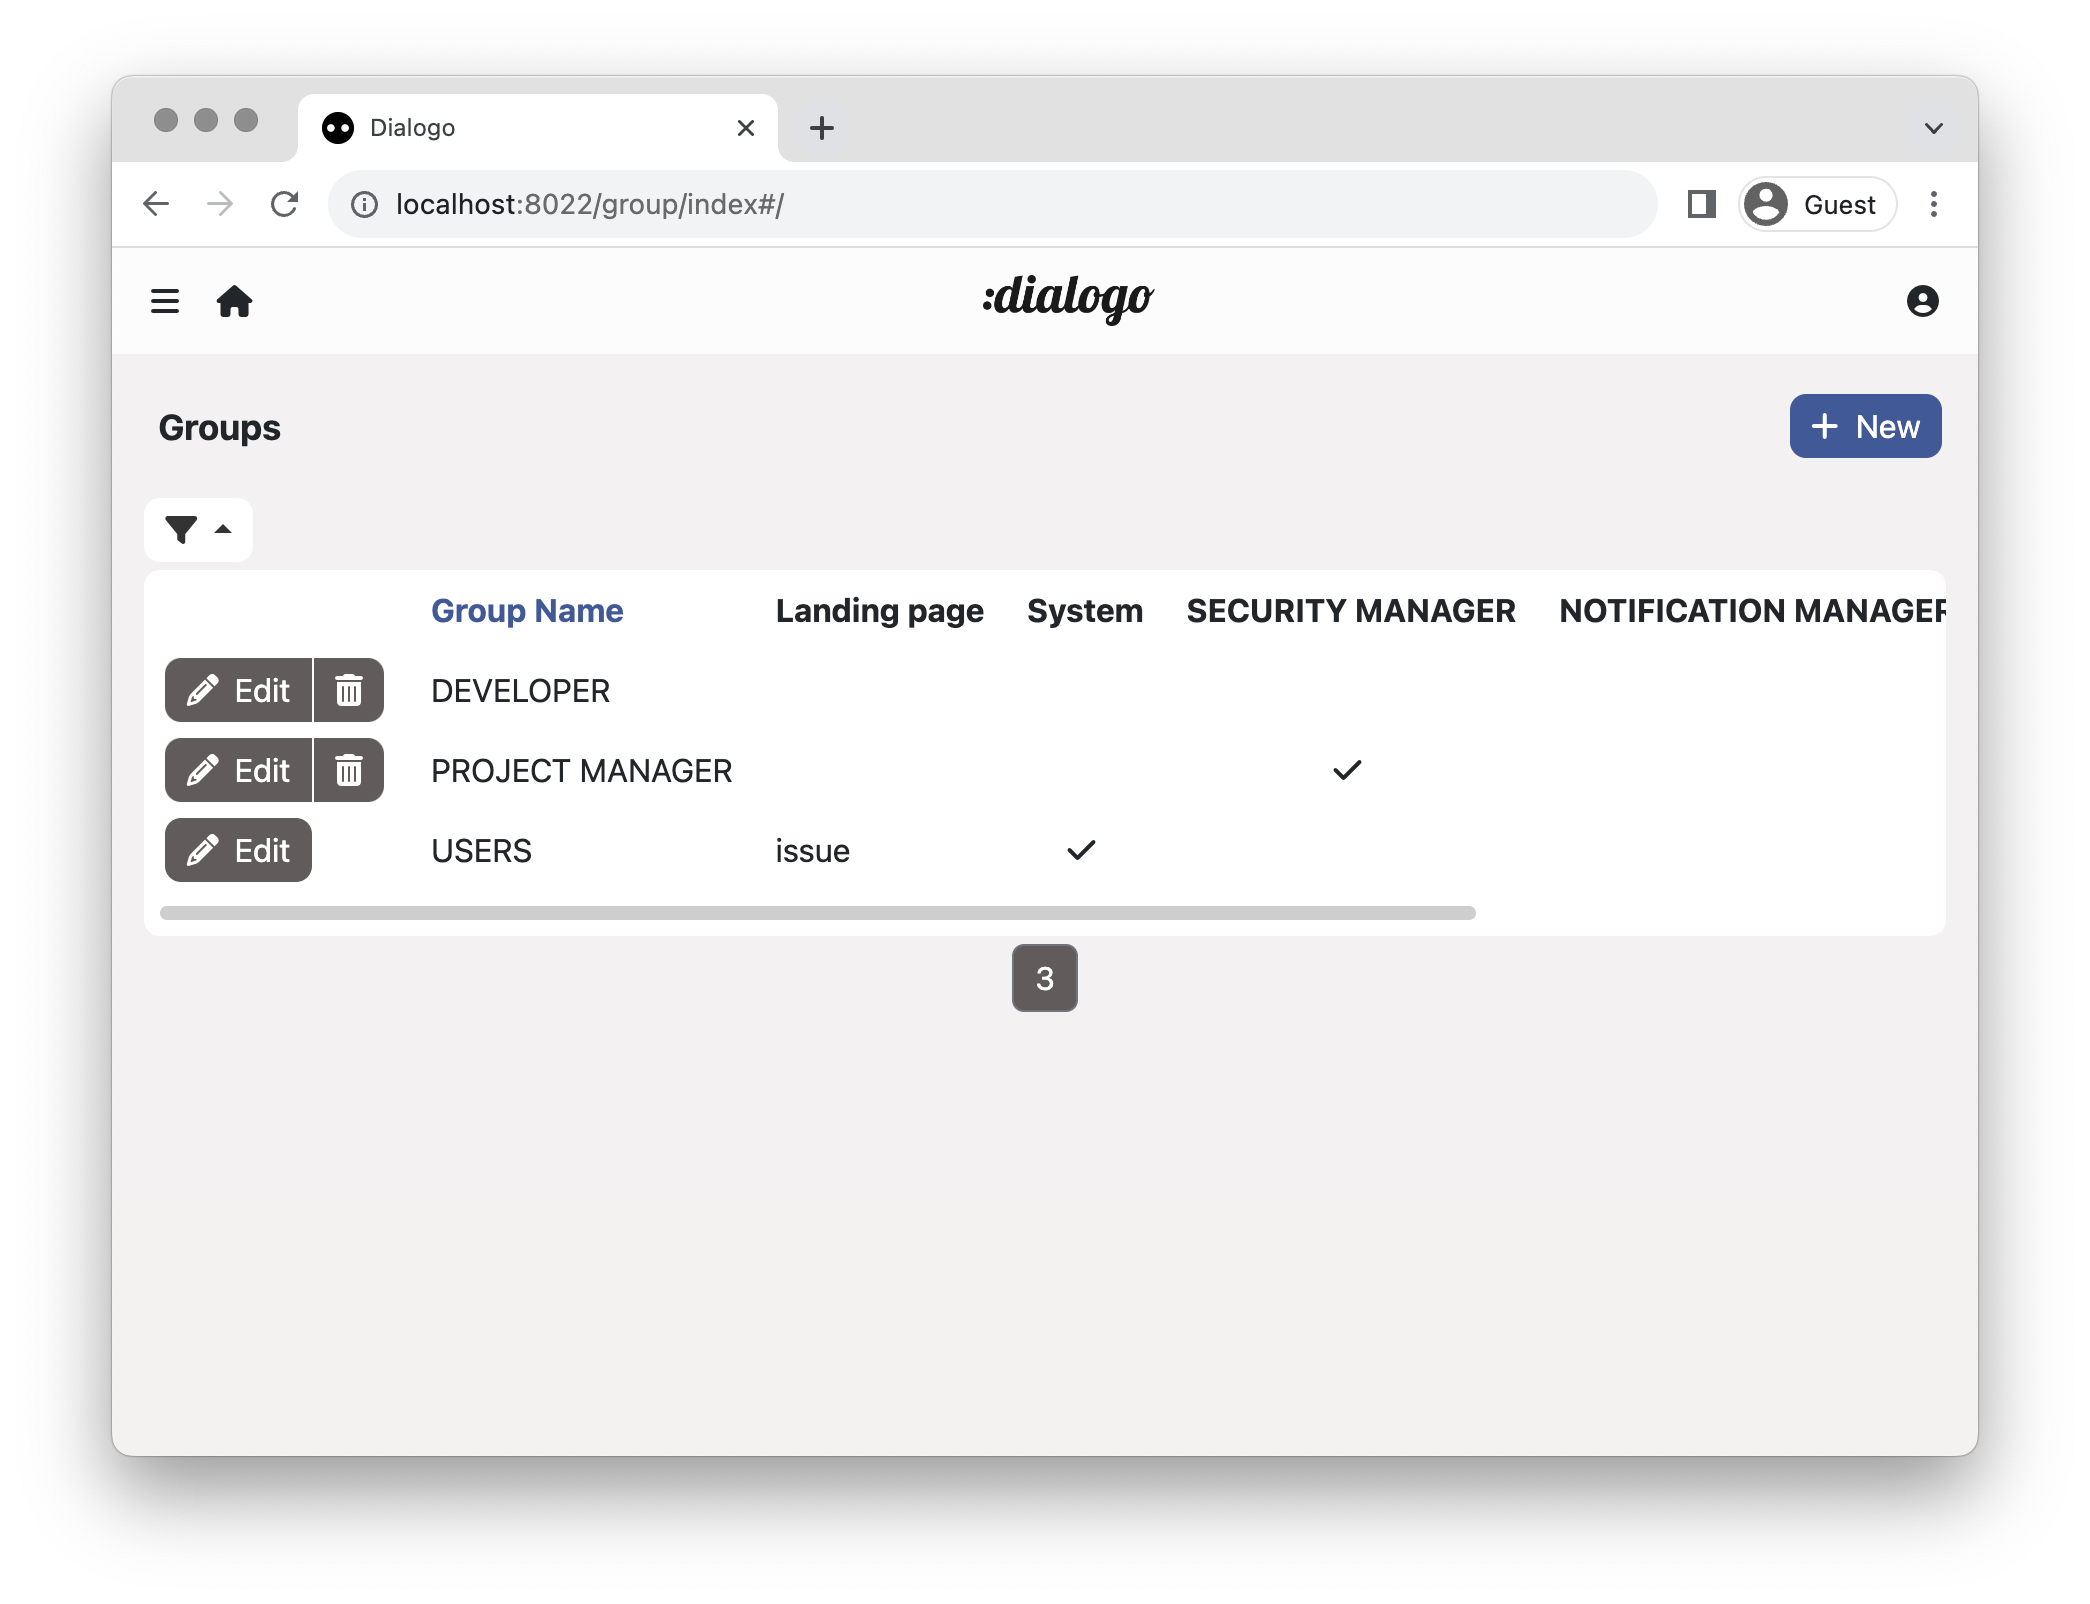 Dialogo
localhost:8022/group/index#/
Guest
:dialogo
Groups
New
Group Name Landing page System SECURITY MANAGER NOTIFICATION MANAGER
Edit DEVELOPER
Edit PROJECT MANAGER
Edit USERS issue
3